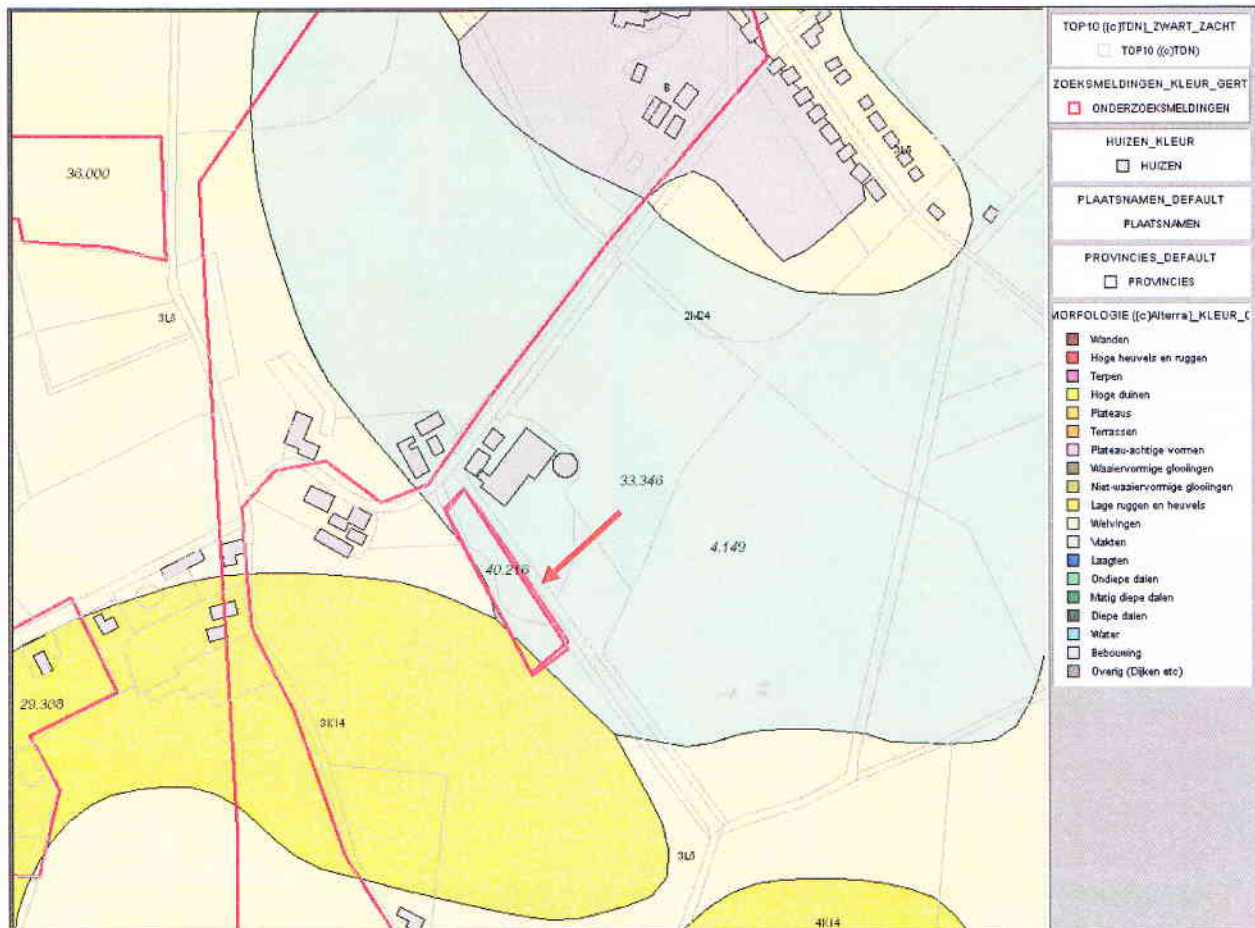 36.000
3L5
B
2M24
33.346
4.149
40.216
29.308
3K14
3L5
4K14
TOP10 ((c)TDN)_ZWART_ZACHT
TOP10 ((c)TDN)
ZOEKSMELDINGEN_KLEUR_GERT
ONDERZOEKSMELDINGEN
HUIZEN_KLEUR
HUIZEN
PLAATSNAMEN_DEFAULT
PLAATSNAMEN
PROVINCIES_DEFAULT
PROVINCIES
MORFOLOGIE ((c)Alterra)_KLEUR_
Wanden
Hoge heuvels en ruggen
Terpen
Hoge duinen
Plateaus
Terrassen
Plateau-achtige vormen
Waaiervormige glooiingen
Niet-waaiervormige glooiingen
Lage ruggen en heuvels
Welvingen
Vlakten
Laagten
Ondiepe dalen
Matig diepe dalen
Diepe dalen
Water
Bebouwing
Overig (Dijken etc)